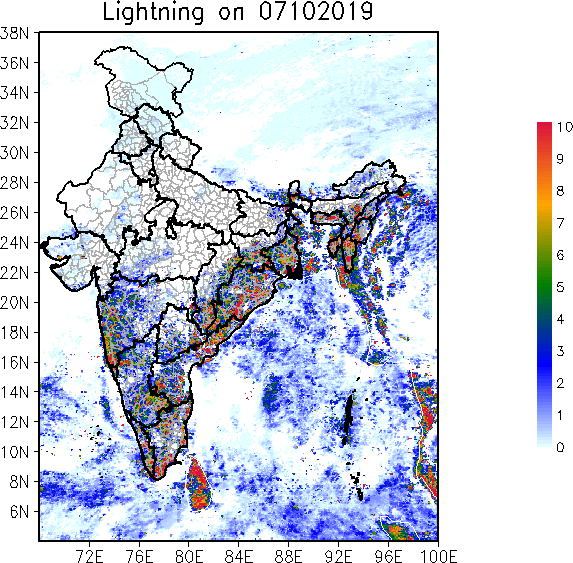 Lightning on 07102019
38N
36N
34N
32N
30N
28N
26N
24N
22N
20N
18N
16N
14N
12N
10N
8N
6N
72E 76E 80E 84E 88E 92E 96E 100E
10
9
8
7
6
5
4
3
2
1
0